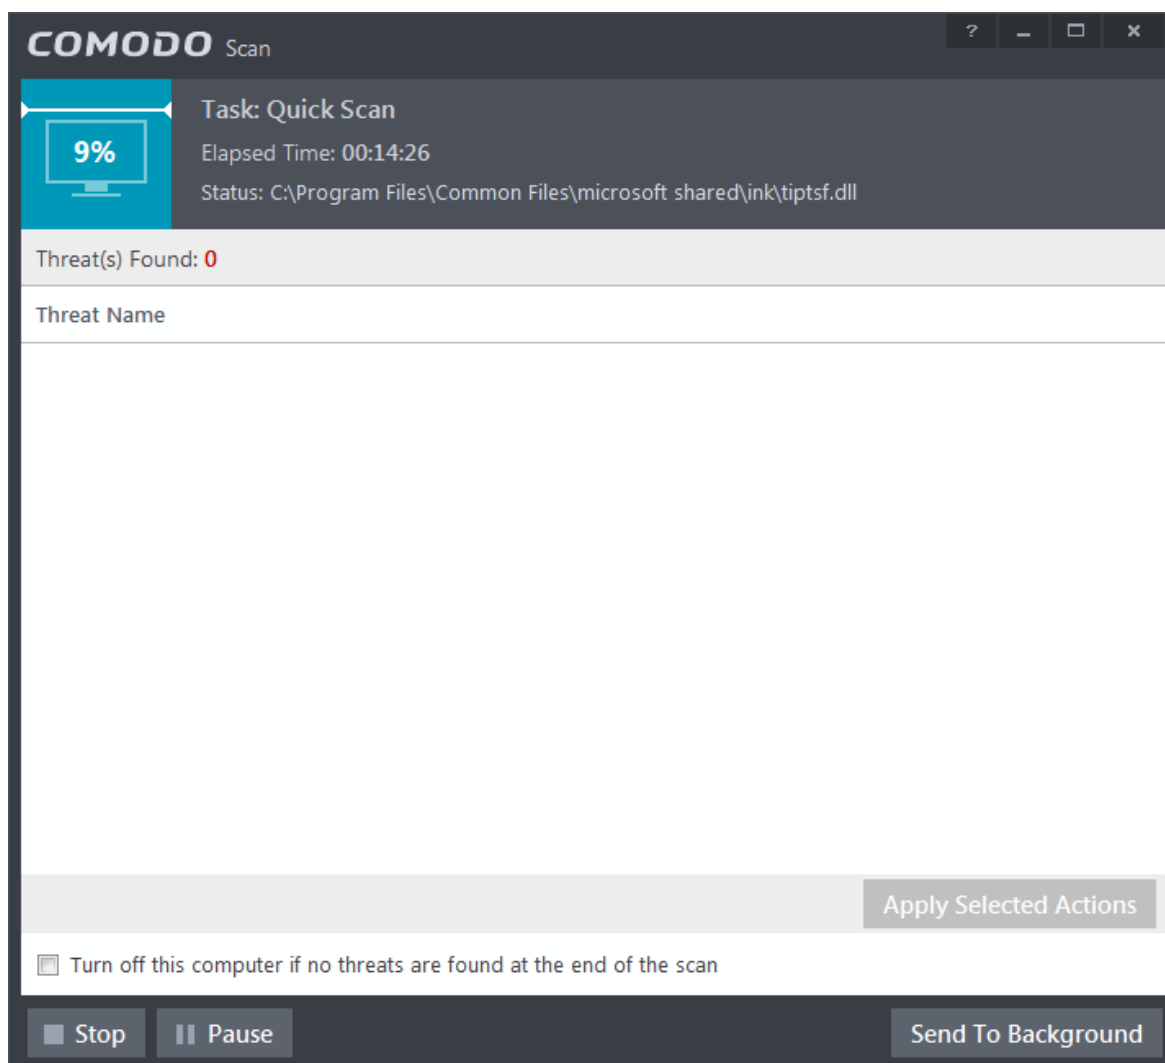 COMODO Scan
?
9%
Task: Quick Scan
Elapsed Time: 00:14:26
Status: C:\Program Files\Common Files\microsoft shared\ink\tiptsf.dll
Threat(s) Found: 0
Threat Name
Apply Selected Actions
Turn off this computer if no threats are found at the end of the scan
Stop
Pause
Send To Background